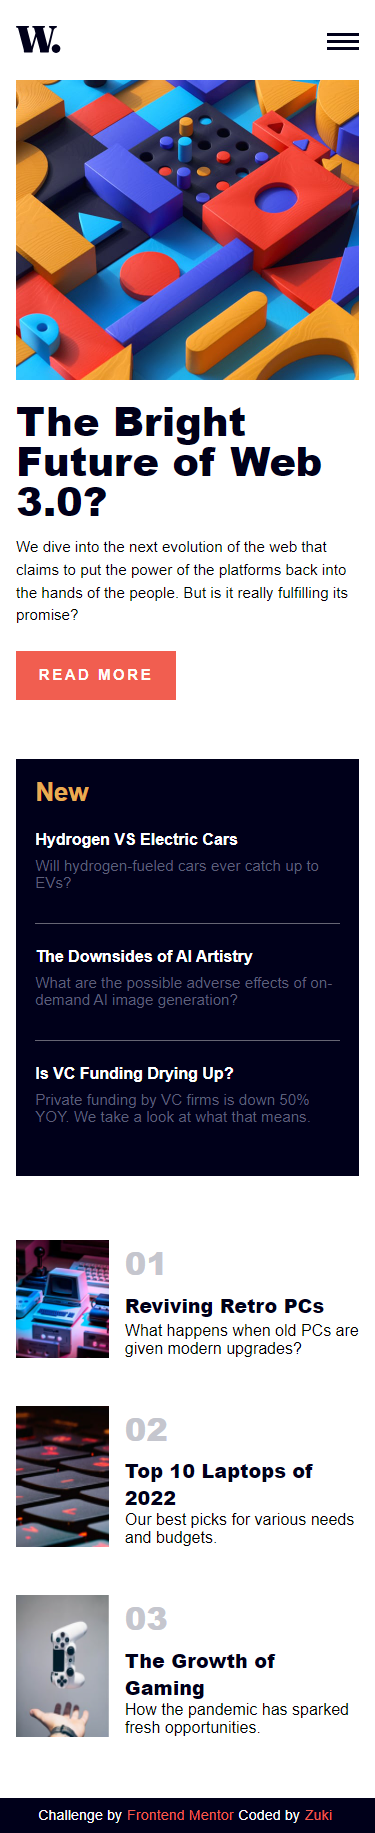 W.
The Bright
Future of Web
3.0?
We dive into the next evolution of the web that
claims to put the power of the platforms back into
the hands of the people. But is it really fulfilling its
promise?
READ MORE
New
Hydrogen VS Electric Cars
Will hydrogen-fueled cars ever catch up to
EVs?
The Downsides of AI Artistry
What are the possible adverse effects of on-
demand AI image generation?
Is VC Funding Drying Up?
Private funding by VC firms is down 50%
YOY. We take a look at what that means.
01
Reviving Retro PCs
What happens when old PCs are
given modern upgrades?
02
Top 10 Laptops of
2022
Our best picks for various needs
and budgets.
03
The Growth of
Gaming
How the pandemic has sparked
fresh opportunities.
Challenge by Frontend Mentor Coded by Zuki